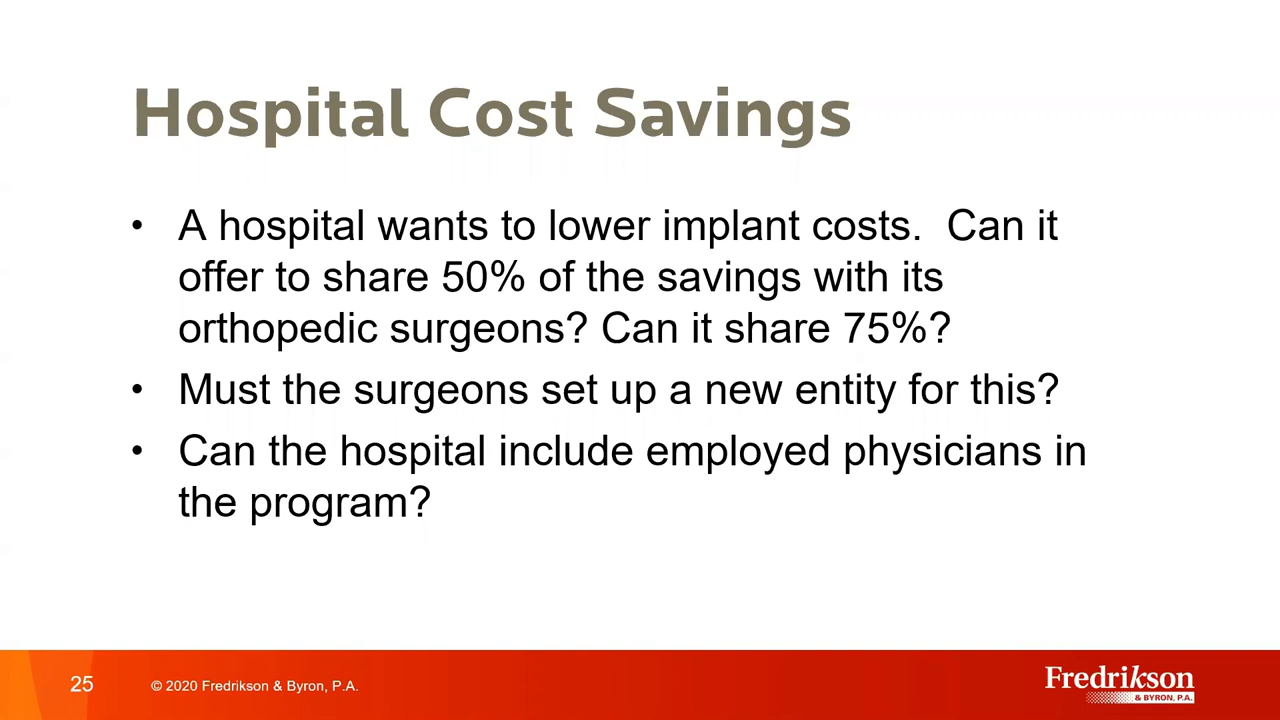 Hospital Cost Savings
• A hospital wants to lower implant costs.  Can it
offer to share 50% of the savings with its
orthopedic surgeons? Can it share 75%?
• Must the surgeons set up a new entity for this?
• Can the hospital include employed physicians in
the program?
25
© 2020 Fredrikson & Byron, P.A.
Fredrikson
& BYRON, P.A.